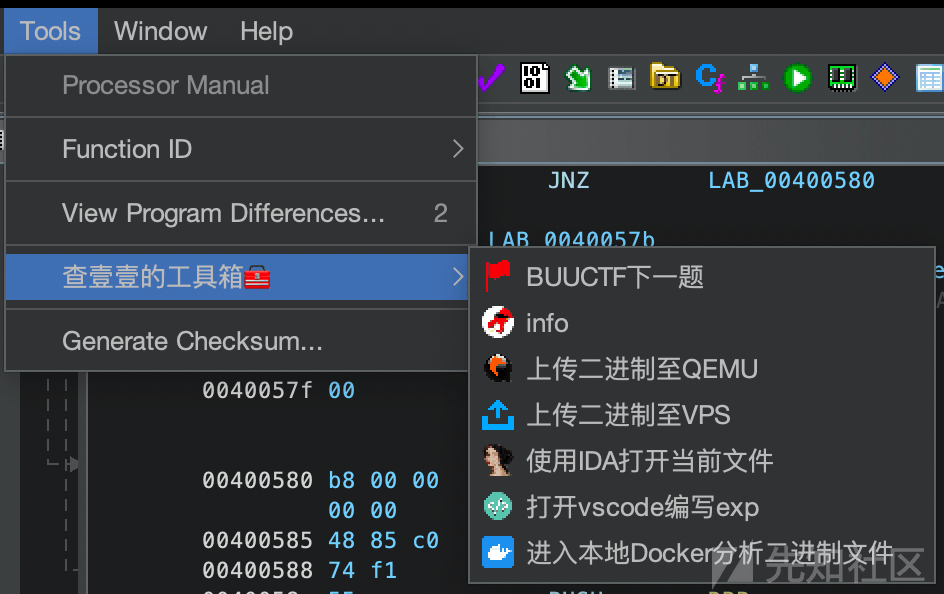 Tools Window Help
Processor Manual
Function ID
JNZ LAB_00400580
View Program Differences... 2
LAB_0040057b
查壹壹的工具箱
BUUCTF下一题
info
Generate Checksum...
上传二进制至QEMU
0040057f 00
上传二进制至VPS
使用IDA打开当前文件
00400580 b8 00 00
打开vscode编写exp
00 00
00400585 48 85 c0
进入本地Docker分析二进制文件
00400588 74 f1
先知社区